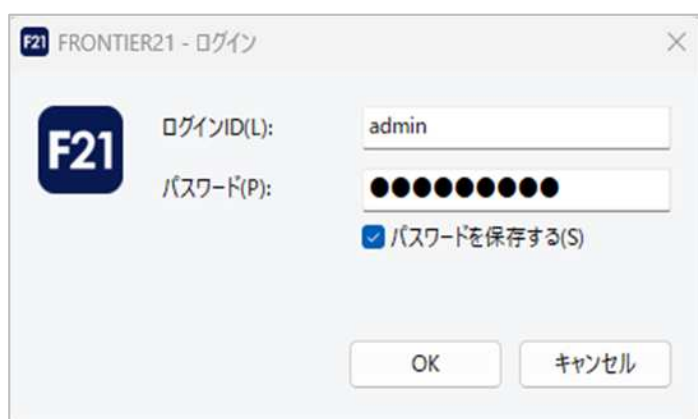 F21 FRONTIER21 - ログイン
F21
ログインID(L): admin
パスワード(P): ●●●●●●●●●
パスワードを保存する(S)
OK キャンセル